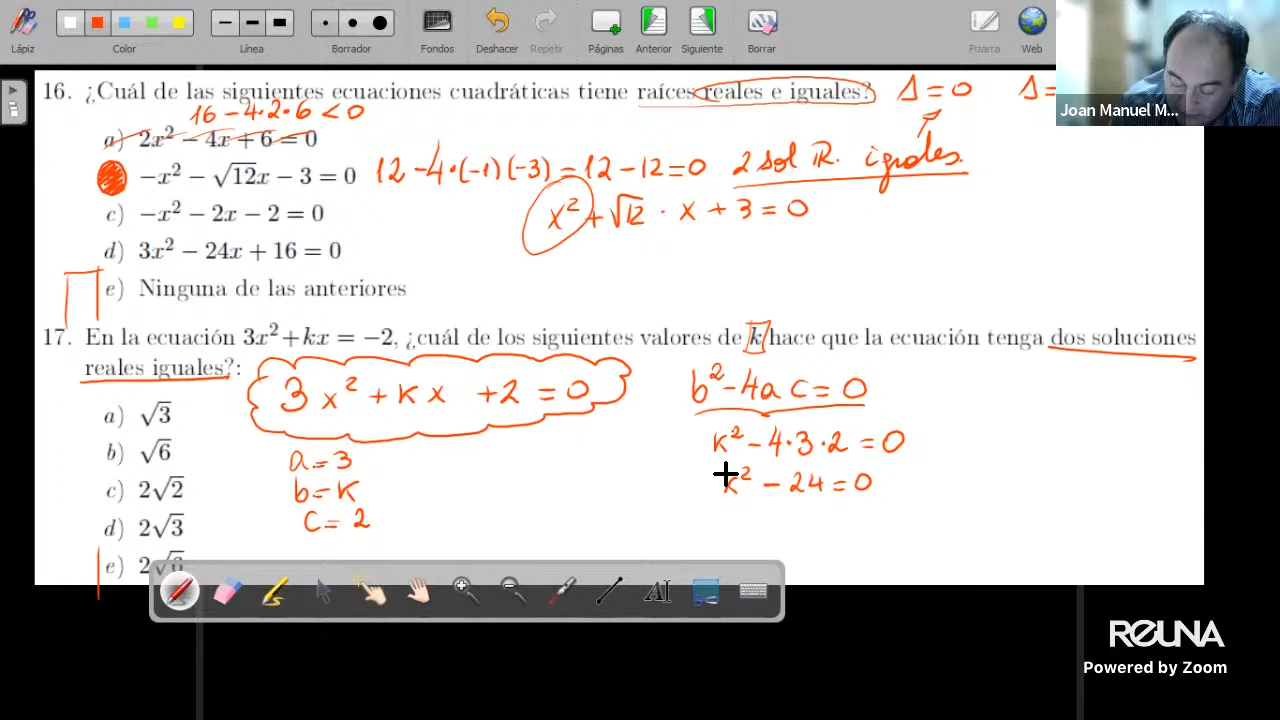 Lápiz Color Línea Borrador Fondos Deshacer Repetir Páginas Anterior Siguiente Borrar Pizarra Web
Joan Manuel M...
16. ¿Cuál de las siguientes ecuaciones cuadráticas tiene raíces reales e iguales? Δ = 0 Δ =
16 - 4·2·6 < 0
a) 2x² − 4x + 6 = 0
−x² − √12x − 3 = 0 12 - 4·(-1)(-3) = 12 - 12 = 0 2 sol R. iguales.
x² + √12 · x + 3 = 0
c) −x² − 2x − 2 = 0
d) 3x² − 24x + 16 = 0
e) Ninguna de las anteriores
17. En la ecuación 3x² + kx = −2, ¿cuál de los siguientes valores de k hace que la ecuación tenga dos soluciones
reales iguales?:
3x² + kx + 2 = 0
b² - 4ac = 0
a) √3
k² - 4·3·2 = 0
b) √6
a = 3
k² - 24 = 0
c) 2√2
b = k
d) 2√3
c = 2
e)
AI
REUNA
Powered by Zoom